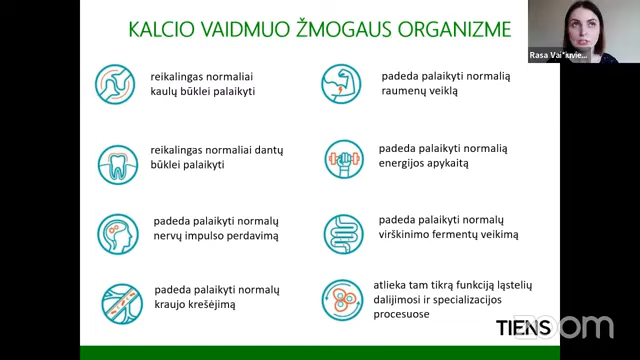 KALCIO VAIDMUO ŽMOGAUS ORGANIZME
reikalingas normaliai
kaulų būklei palaikyti
padeda palaikyti normalią
raumenų veiklą
reikalingas normaliai dantų
būklei palaikyti
padeda palaikyti normalią
energijos apykaitą
padeda palaikyti normalų
nervų impulso perdavimą
padeda palaikyti normalų
virškinimo fermentų veikimą
padeda palaikyti normalų
kraujo krešėjimą
atlieka tam tikrą funkciją ląstelių
dalijimosi ir specializacijos
procesuose
TIENS
zoom
Rasa